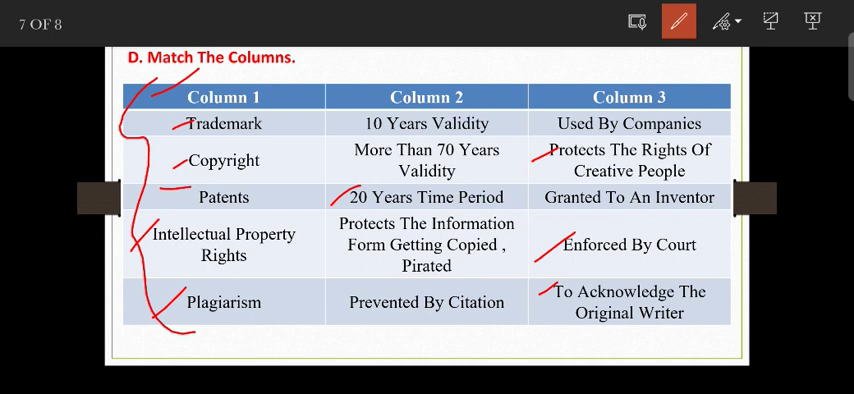 7 OF 8
D. Match The Columns.
Column 1 Column 2 Column 3
Trademark 10 Years Validity Used By Companies
Copyright More Than 70 Years Validity Protects The Rights Of Creative People
Patents 20 Years Time Period Granted To An Inventor
Intellectual Property Rights Protects The Information Form Getting Copied , Pirated Enforced By Court
Plagiarism Prevented By Citation To Acknowledge The Original Writer